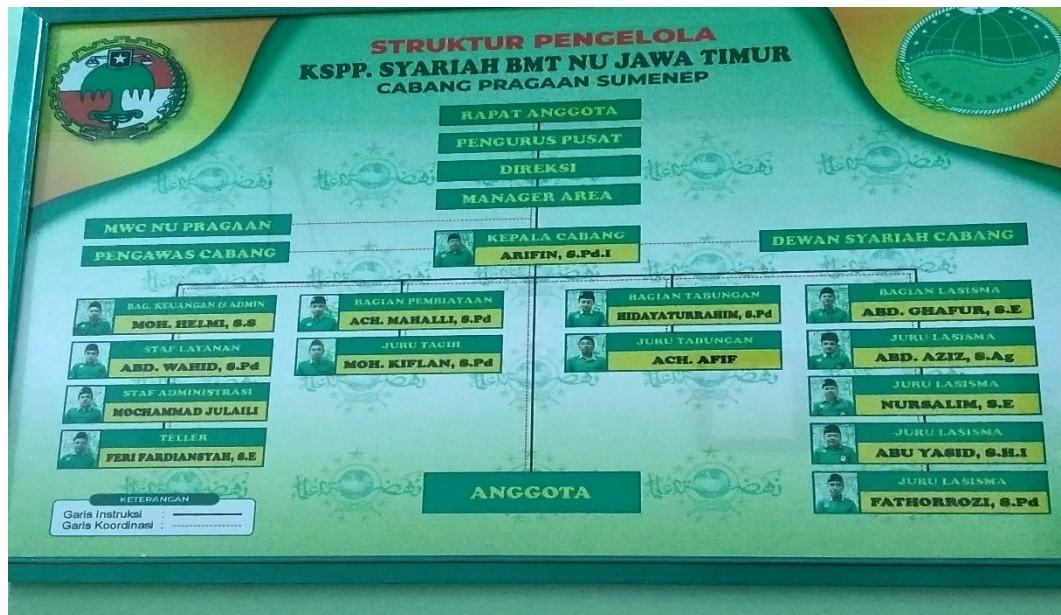 STRUKTUR PENGELOLA
KSPP. SYARIAH BMT NU JAWA TIMUR
CABANG PRAGAAN SUMENEP
RAPAT ANGGOTA
PENGURUS PUSAT
DIREKSI
MANAGER AREA
MWC NU PRAGAAN
PENGAWAS CABANG
KEPALA CABANG
ARIFIN, S.Pd.I
DEWAN SYARIAH CABANG
BAG. KEUANGAN & ADMIN
MOH. HELMI, S.S
STAF LAYANAN
ABD. WAHID, S.Pd
STAF ADMINISTRASI
MOCHAMMAD JULAILI
TELLER
FERI FARDIANSYAH, S.E
BAGIAN PEMBIAYAAN
ACH. MAHALLI, S.Pd
JURU TAGIH
MOH. KIFLAN, S.Pd
BAGIAN TABUNGAN
HIDAYATURRAHIM, S.Pd
JURU TABUNGAN
ACH. AFIF
BAGIAN LASISMA
ABD. GHAFUR, S.E
JURU LASISMA
ABD. AZIZ, S.Ag
JURU LASISMA
NURSALIM, S.E
JURU LASISMA
ABU YASID, S.H.I
JURU LASISMA
FATHORROZI, S.Pd
ANGGOTA
KETERANGAN
Garis Instruksi :
Garis Koordinasi :
KSPPS.BMT NU